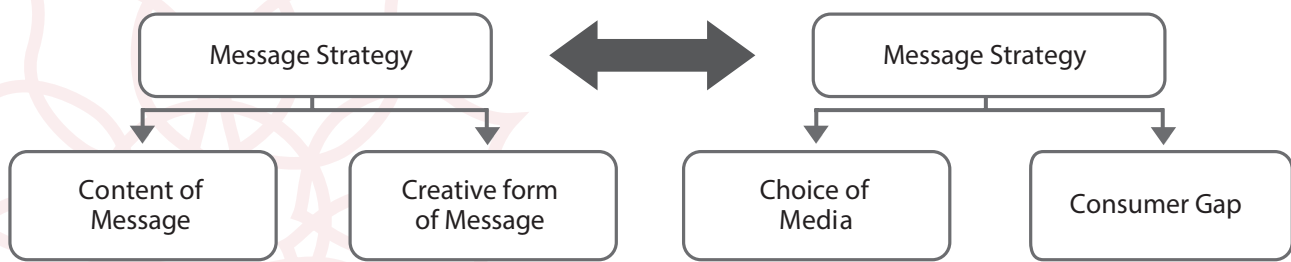 Message Strategy
Message Strategy
Content of
Message
Creative form
of Message
Choice of
Media
Consumer Gap